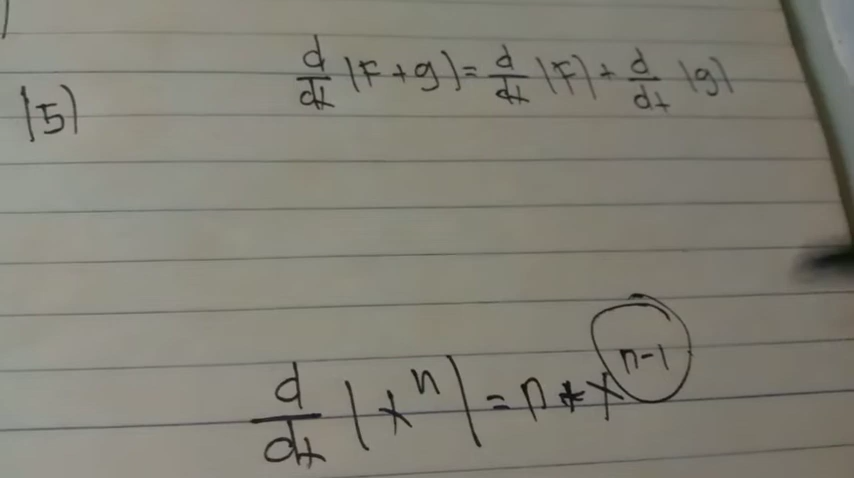 d/dt (F + g) = d/dt (F) + d/dt (g)
(5)
d/dt (x^n) = n * x^(n-1)